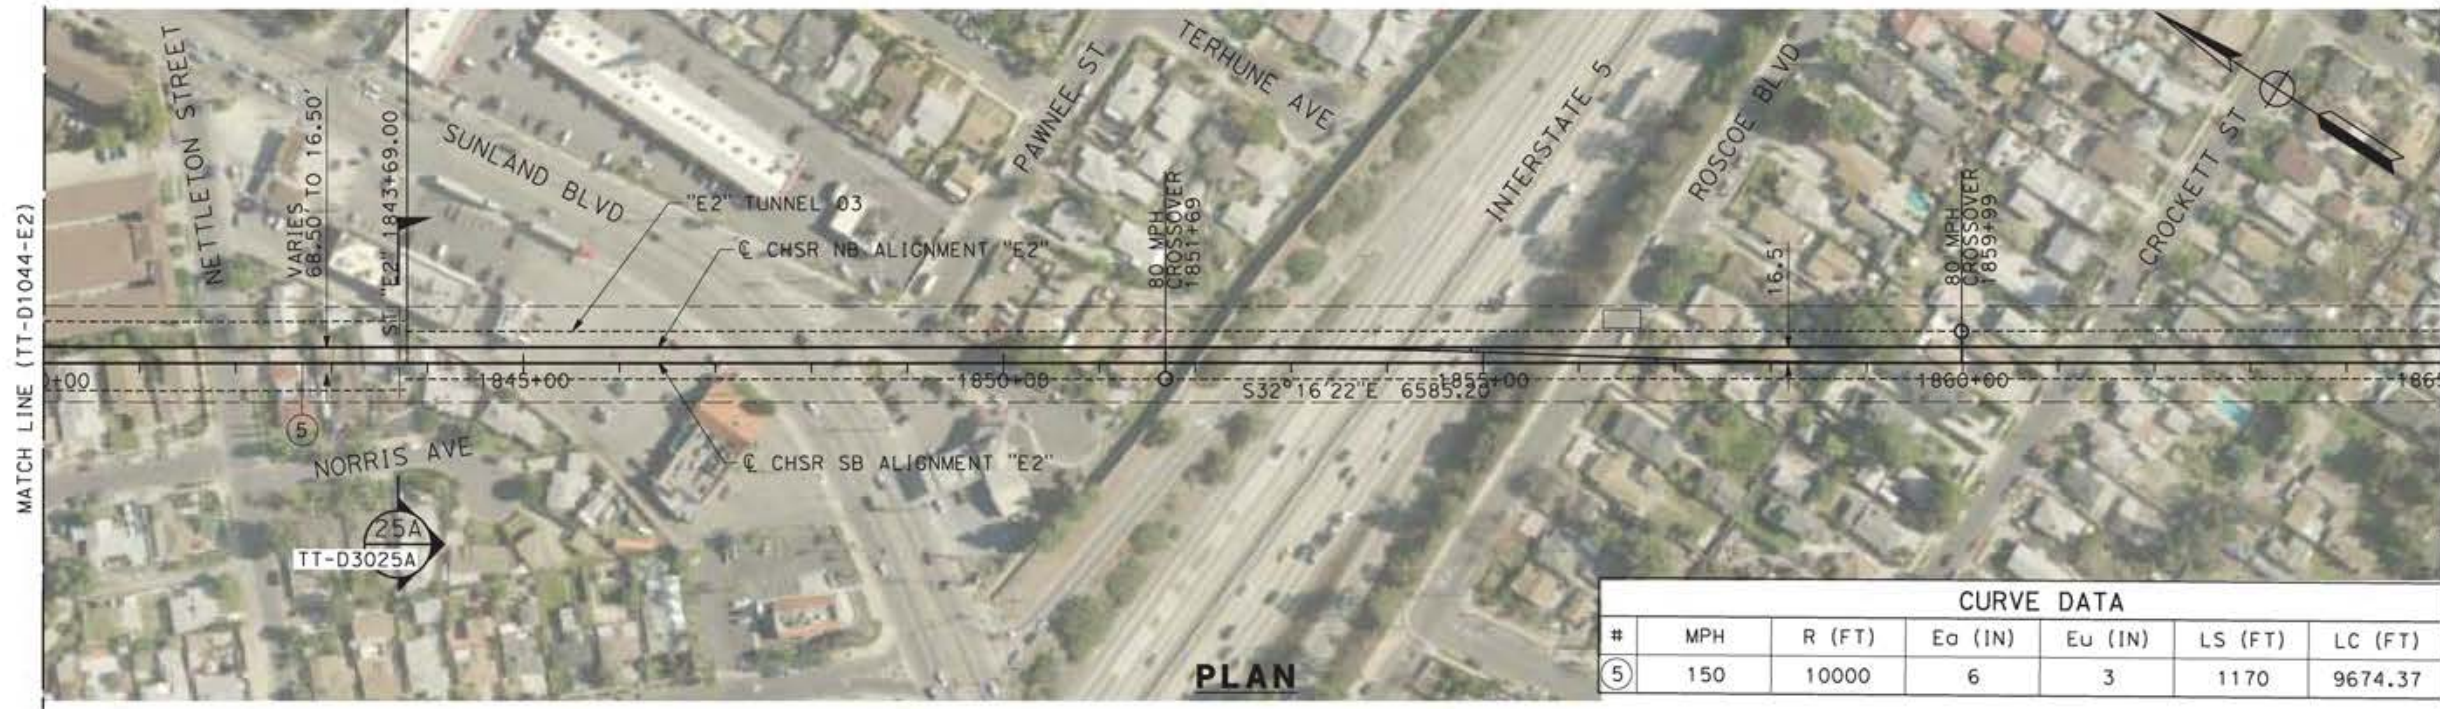 MATCH LINE (TT-D1044-E2)
NETTLETON STREET
VARIES
68.50' TO 16.50'
ST "E2" 1843+69.00
SUNLAND BLVD
"E2" TUNNEL 03
℄ CHSR NB ALIGNMENT "E2"
PAWNEE ST
TERHUNE AVE
80 MPH
CROSSOVER
1851+69
INTERSTATE 5
ROSCOE BLVD
16.5'
80 MPH
CROSSOVER
1859+99
CROCKETT ST
+00
1845+00
1850+00
1855+00
1860+00
1865
S32°16'22"E 6585.20'
5
NORRIS AVE
℄ CHSR SB ALIGNMENT "E2"
25A
TT-D3025A
PLAN
CURVE DATA
# MPH R (FT) Ea (IN) Eu (IN) LS (FT) LC (FT)
5 150 10000 6 3 1170 9674.37